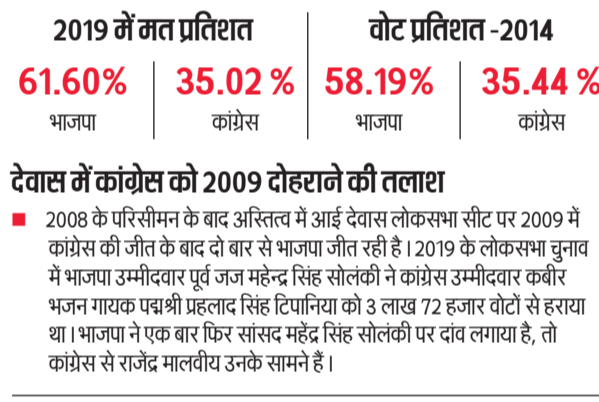 2019 में मत प्रतिशत
वोट प्रतिशत -2014
61.60%
35.02 %
58.19%
35.44 %
भाजपा
कांग्रेस
भाजपा
कांग्रेस
देवास में कांग्रेस को 2009 दोहराने की तलाश
2008 के परिसीमन के बाद अस्तित्व में आई देवास लोकसभा सीट पर 2009 में
कांग्रेस की जीत के बाद दो बार से भाजपा जीत रही है। 2019 के लोकसभा चुनाव
में भाजपा उम्मीदवार पूर्व जज महेन्द्र सिंह सोलंकी ने कांग्रेस उम्मीदवार कबीर
भजन गायक पद्मश्री प्रहलाद सिंह टिपानिया को 3 लाख 72 हजार वोटों से हराया
था। भाजपा ने एक बार फिर सांसद महेंद्र सिंह सोलंकी पर दांव लगाया है, तो
कांग्रेस से राजेंद्र मालवीय उनके सामने हैं।